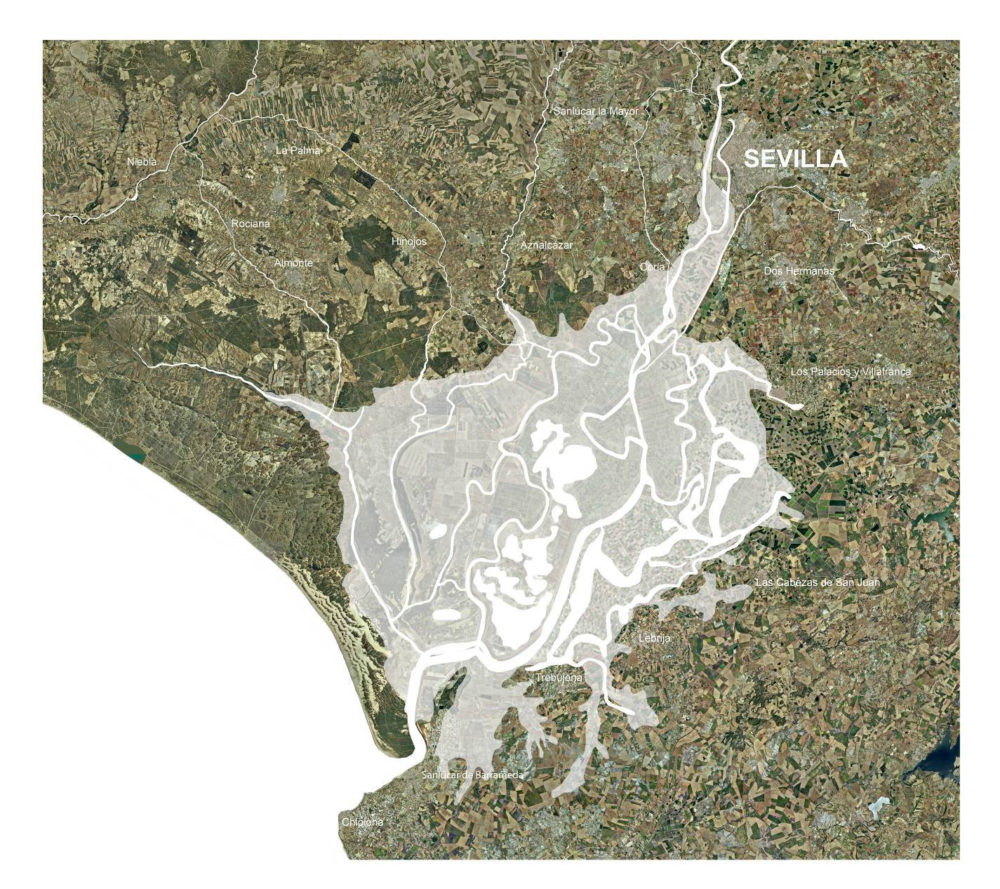 Sanlúcar la Mayor
La Palma
SEVILLA
Niebla
Rociana
Hinojos
Aznalcázar
Almonte
Coria
Dos Hermanas
Los Palacios y Villafranca
Las Cabezas de San Juan
Lebrija
Trebujena
Sanlúcar de Barrameda
Chipiona